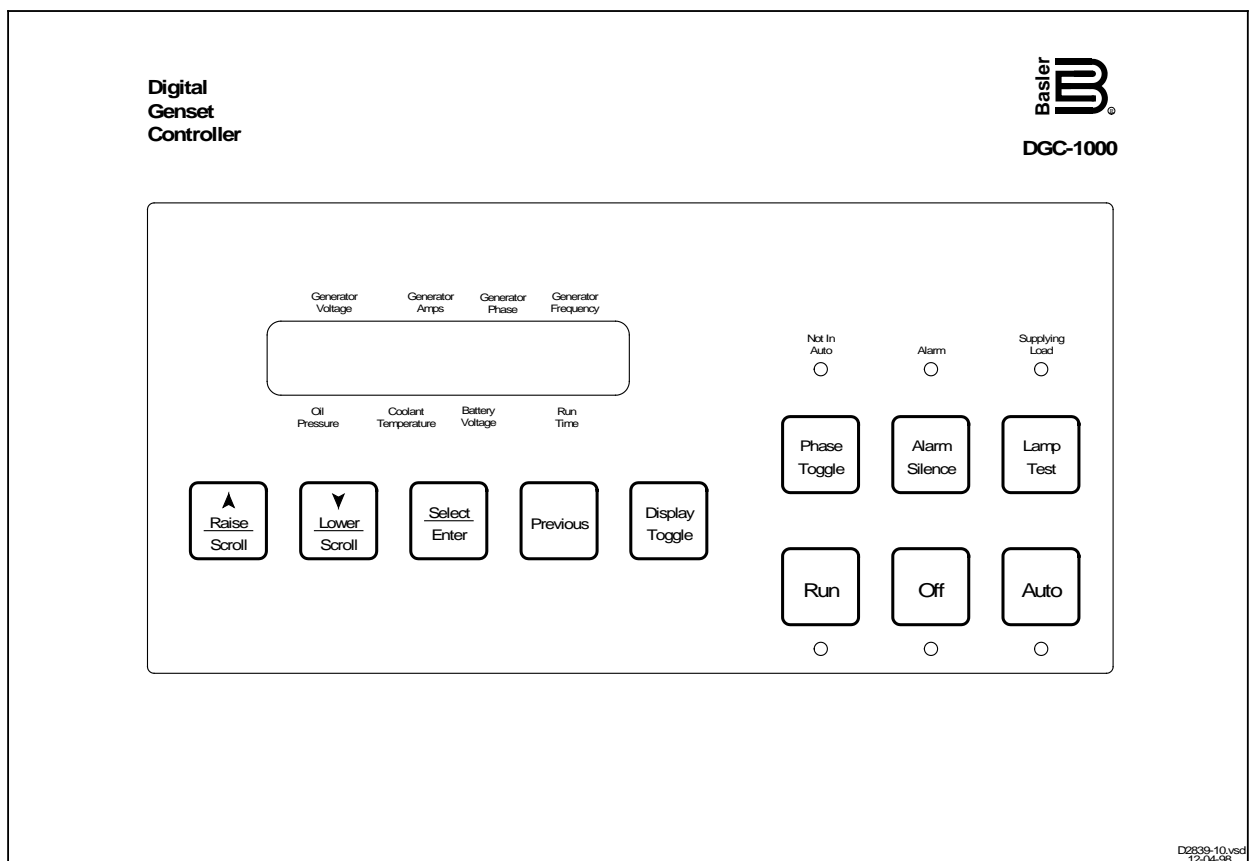 Digital
Genset
Controller
Basler
B®
DGC-1000
Generator Voltage
Generator Amps
Generator Phase
Generator Frequency
Oil Pressure
Coolant Temperature
Battery Voltage
Run Time
Not In Auto
Alarm
Supplying Load
Raise
Scroll
Lower
Scroll
Select
Enter
Previous
Display
Toggle
Phase
Toggle
Alarm
Silence
Lamp
Test
Run
Off
Auto
D2839-10.vsd
12-04-98